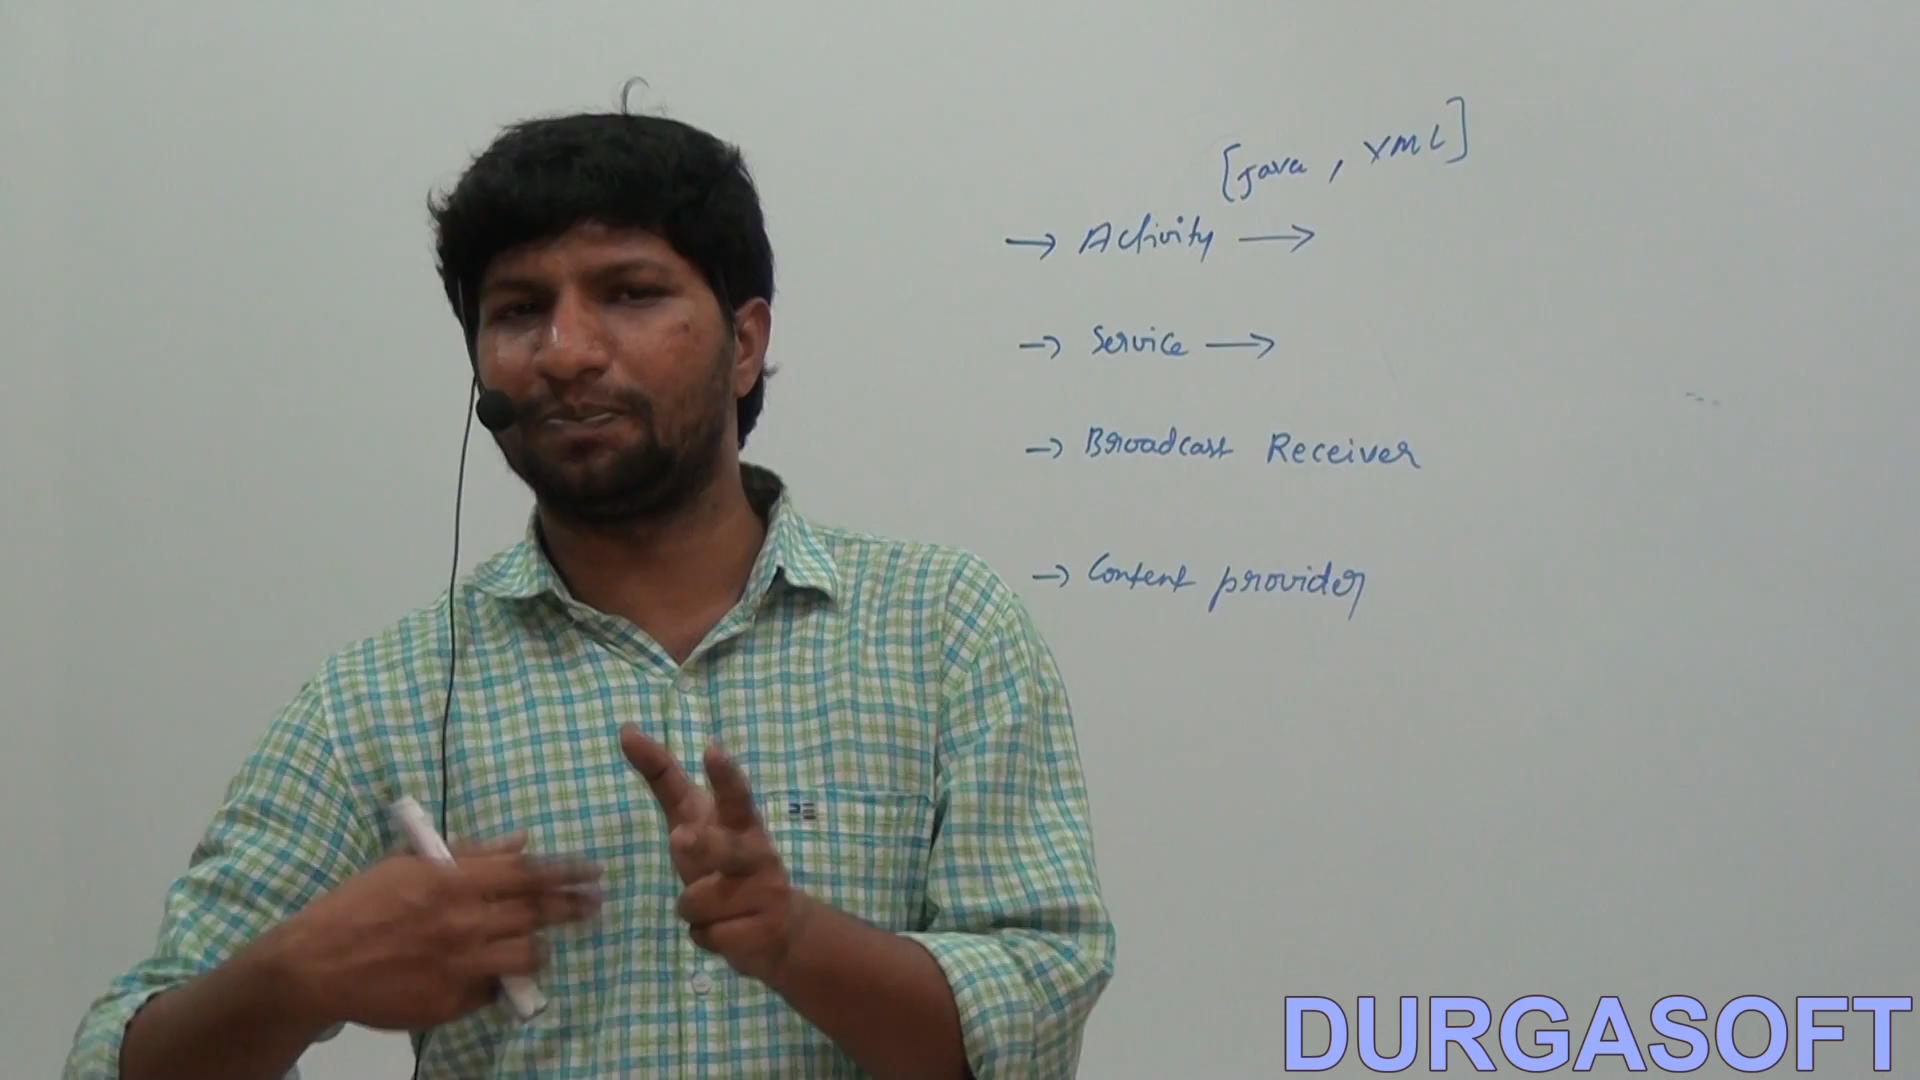 [Java, XML]
→ Activity →
→ Service →
→ Broadcast Receiver
→ Content provider
DURGASOFT